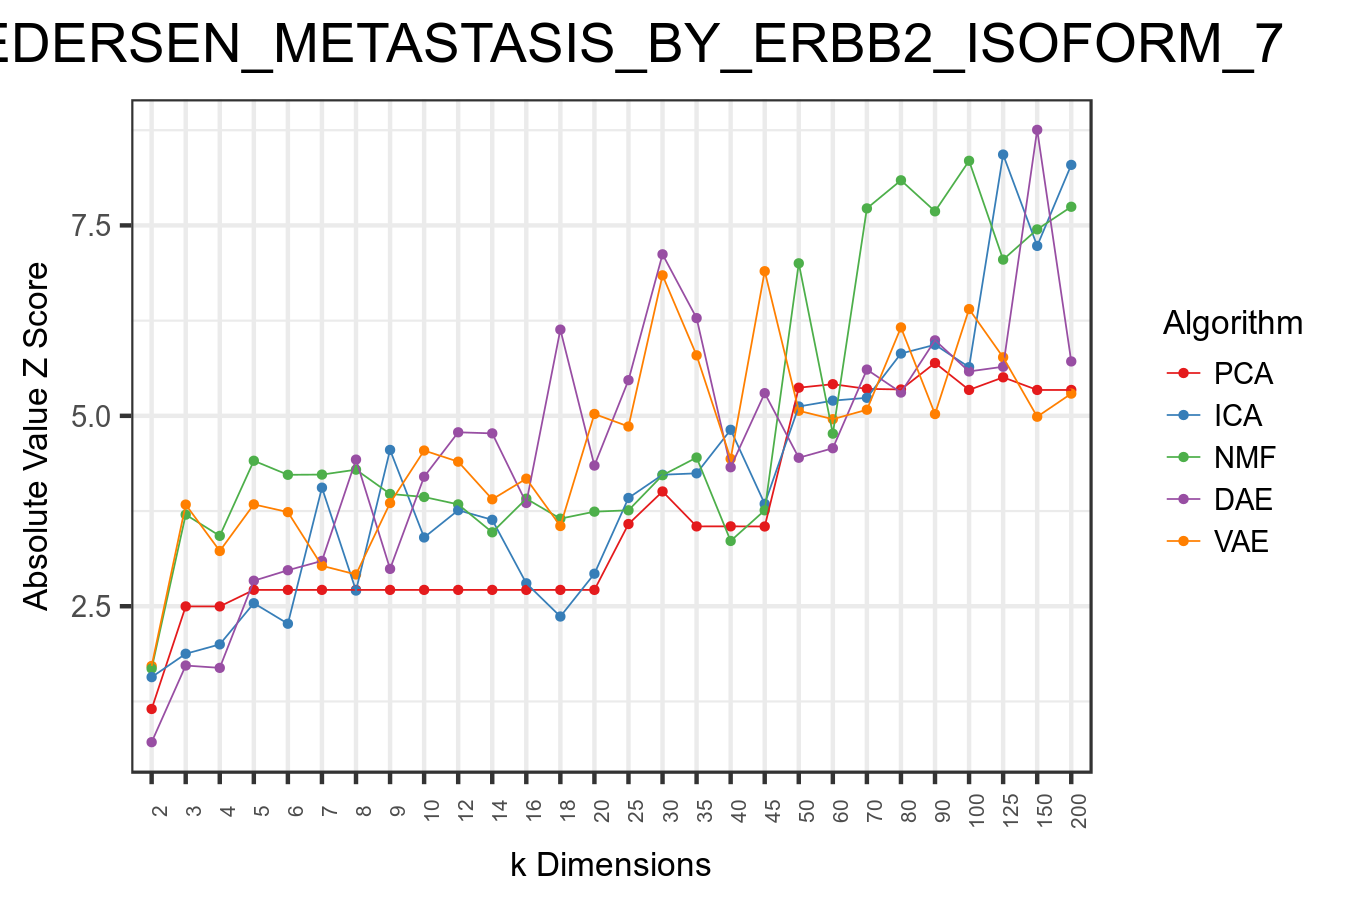 EDERSEN_METASTASIS_BY_ERBB2_ISOFORM_7
Absolute Value Z Score
7.5
5.0
2.5
2 3 4 5 6 7 8 9 10 12 14 16 18 20 25 30 35 40 45 50 60 70 80 90 100 125 150 200
k Dimensions
Algorithm
PCA
ICA
NMF
DAE
VAE